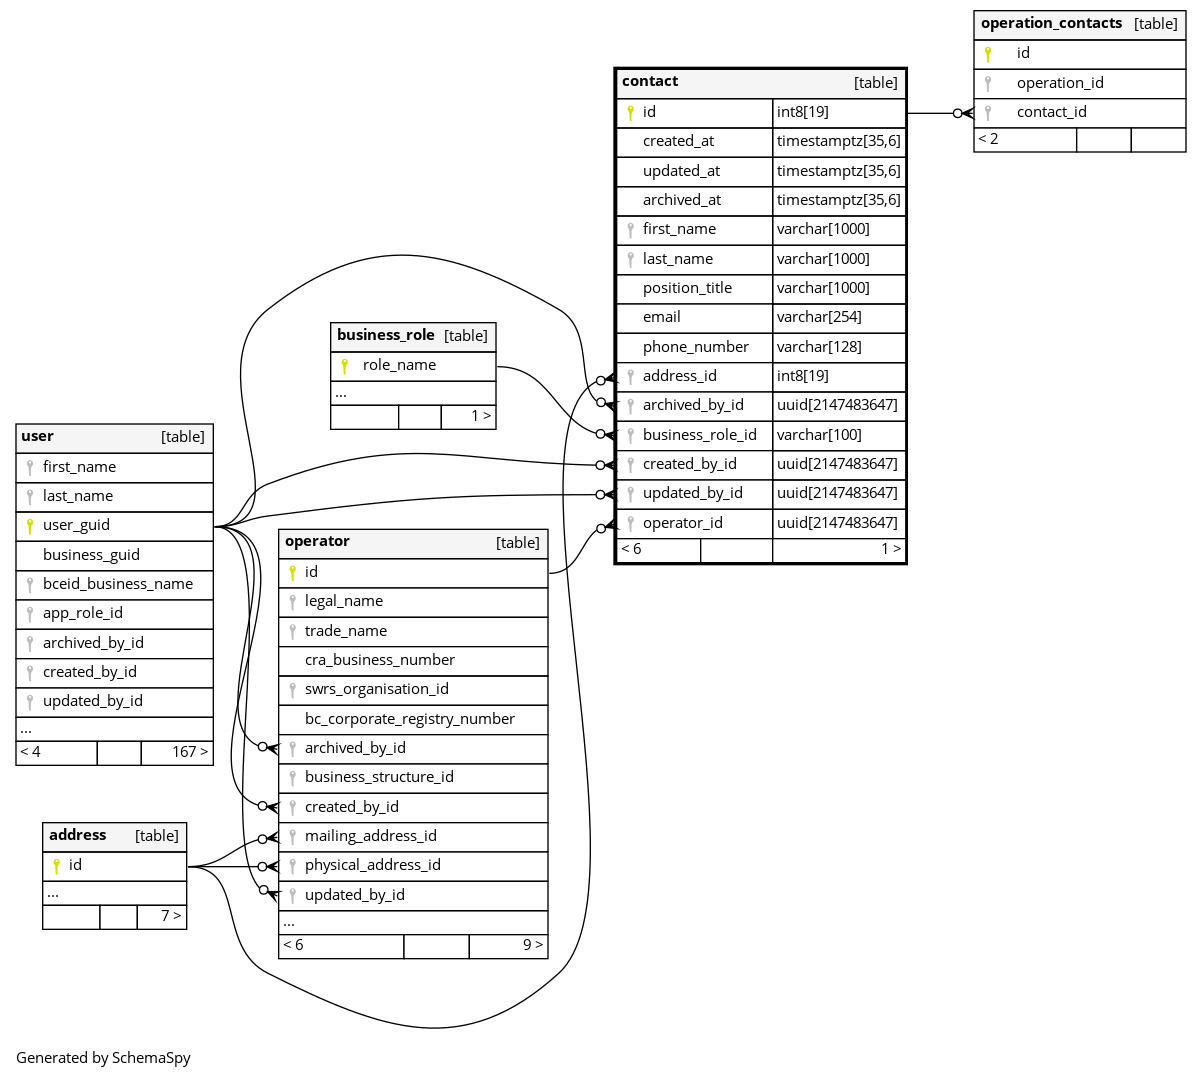 operation_contacts [table]
id
operation_id
contact_id
< 2
contact [table]
id int8[19]
created_at timestamptz[35,6]
updated_at timestamptz[35,6]
archived_at timestamptz[35,6]
first_name varchar[1000]
last_name varchar[1000]
position_title varchar[1000]
email varchar[254]
phone_number varchar[128]
address_id int8[19]
archived_by_id uuid[2147483647]
business_role_id varchar[100]
created_by_id uuid[2147483647]
updated_by_id uuid[2147483647]
operator_id uuid[2147483647]
< 6 1 >
business_role [table]
role_name
...
1 >
user [table]
first_name
last_name
user_guid
business_guid
bceid_business_name
app_role_id
archived_by_id
created_by_id
updated_by_id
...
< 4 167 >
operator [table]
id
legal_name
trade_name
cra_business_number
swrs_organisation_id
bc_corporate_registry_number
archived_by_id
business_structure_id
created_by_id
mailing_address_id
physical_address_id
updated_by_id
...
< 6 9 >
address [table]
id
...
7 >
Generated by SchemaSpy